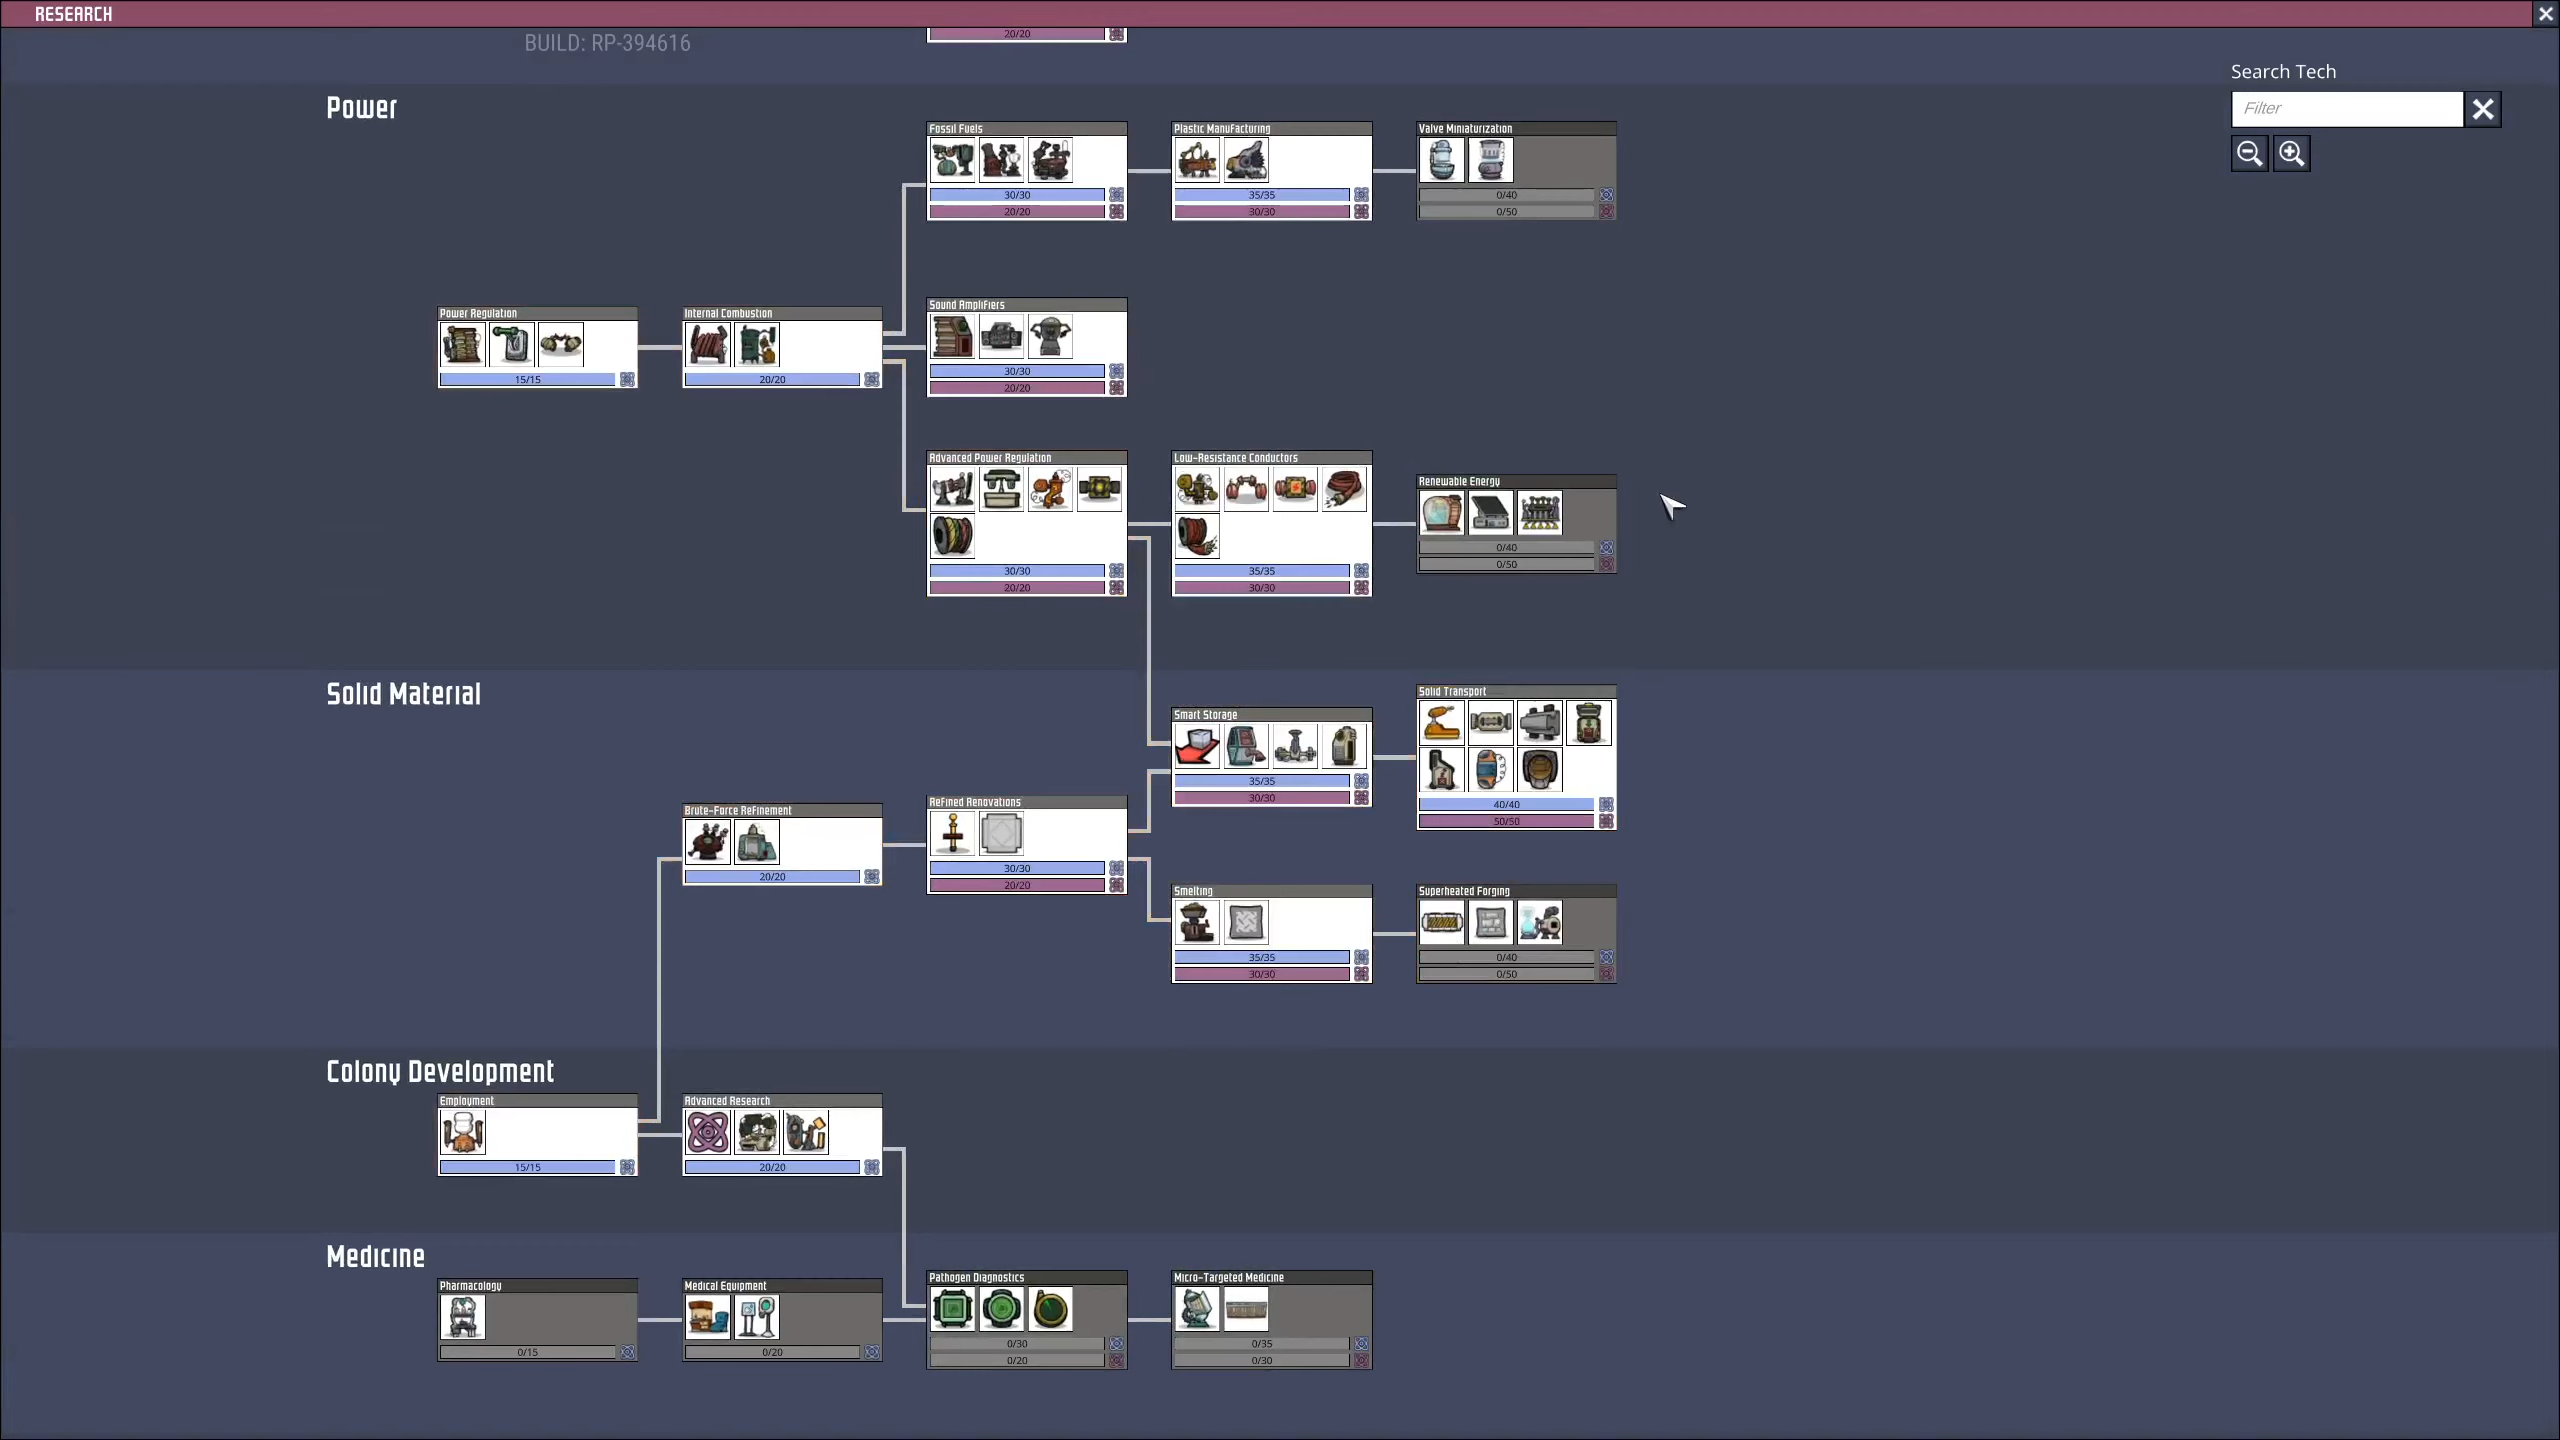 RESEARCH
BUILD: RP-394616
20/20
Search Tech
Filter
Power
Fossil Fuels
30/30
20/20
Plastic Manufacturing
35/35
30/30
Valve Miniaturization
0/40
0/50
Power Regulation
15/15
Internal Combustion
20/20
Sound Amplifiers
30/30
20/20
Advanced Power Regulation
30/30
20/20
Low-Resistance Conductors
35/35
30/30
Renewable Energy
0/40
0/50
Solid Material
Smart Storage
35/35
30/30
Solid Transport
40/40
50/50
Brute-Force Refinement
20/20
Refined Renovations
30/30
20/20
Smelting
35/35
30/30
Superheated Forging
0/40
0/50
Colony Development
Employment
15/15
Advanced Research
20/20
Medicine
Pharmacology
0/15
Medical Equipment
0/20
Pathogen Diagnostics
0/30
0/20
Micro-Targeted Medicine
0/35
0/30